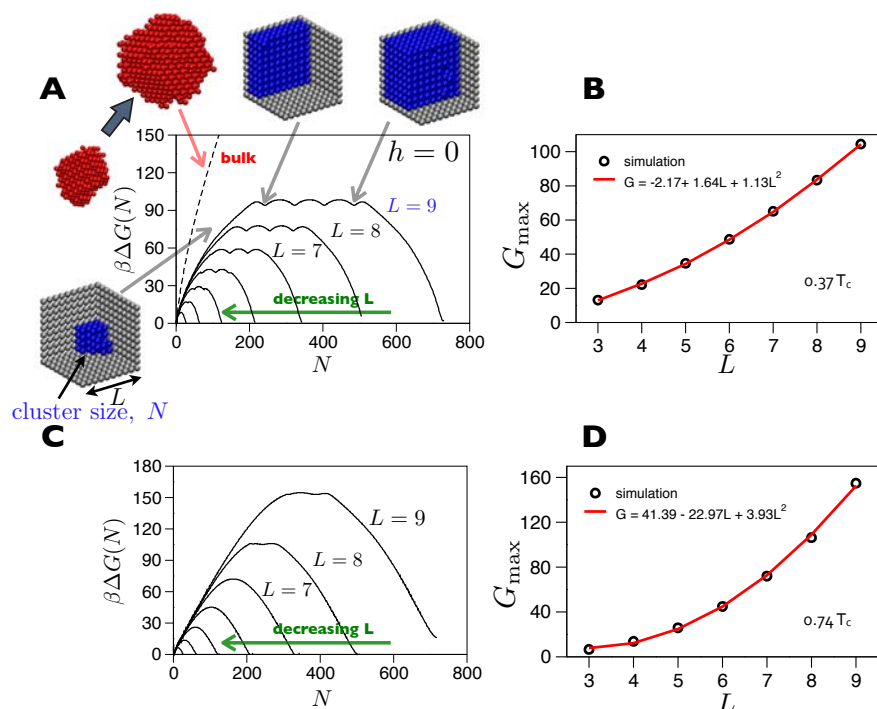 A
150
120
90
60
30
0
βΔG(N)
bulk
h = 0
L = 9
L = 8
L = 7
decreasing L
0 200 400 600 800
N
L
cluster size, N
B
100
80
60
40
20
0
G_max
simulation
G = -2.17+ 1.64L + 1.13L²
0.37 T_c
3 4 5 6 7 8 9
L
C
180
150
120
90
60
30
0
βΔG(N)
L = 9
L = 8
L = 7
decreasing L
0 200 400 600 800
N
D
160
120
80
40
0
G_max
simulation
G = 41.39 - 22.97L + 3.93L²
0.74 T_c
3 4 5 6 7 8 9
L